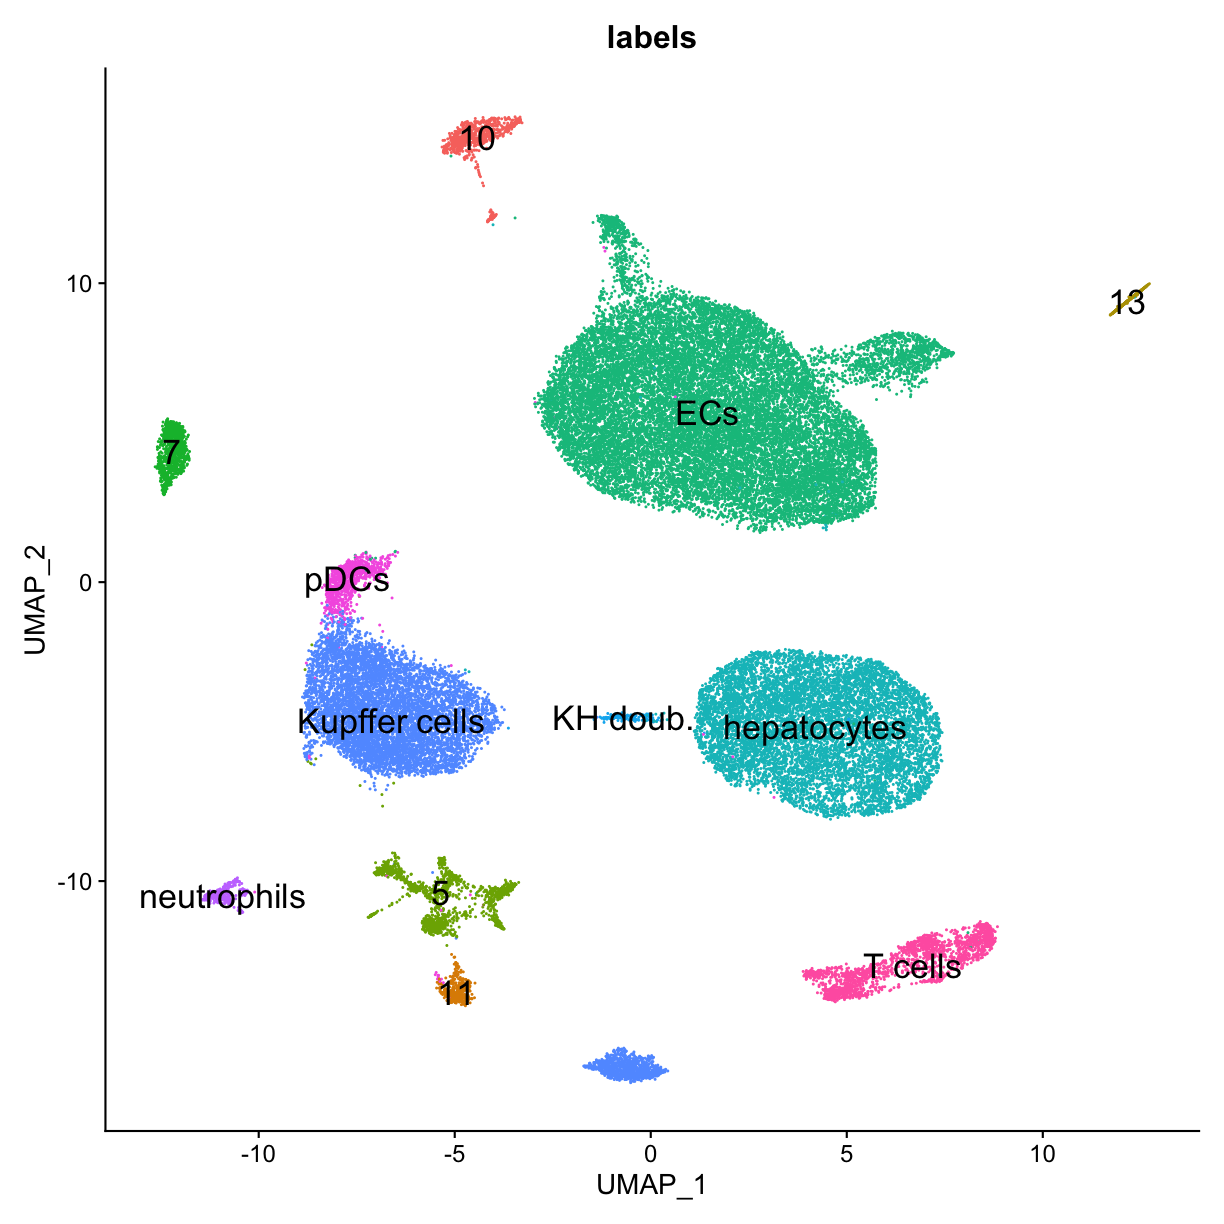 labels
10
10
13
ECs
7
UMAP_2
0
pDCs
Kupffer cells
KH doub.
hepatocytes
-10
neutrophils
5
T cells
11
-10
-5
0
5
10
UMAP_1